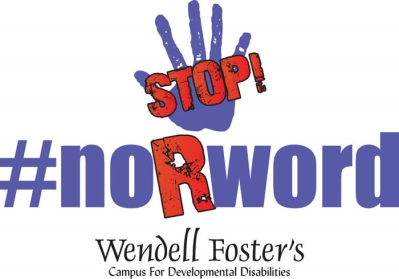 STOP!
#noRword
Wendell Foster's
Campus For Developmental Disabilities